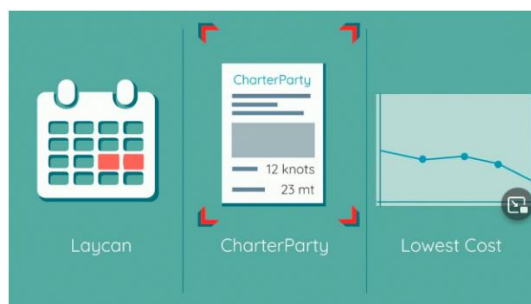 CharterParty
12 knots
23 mt
Laycan
CharterParty
Lowest Cost